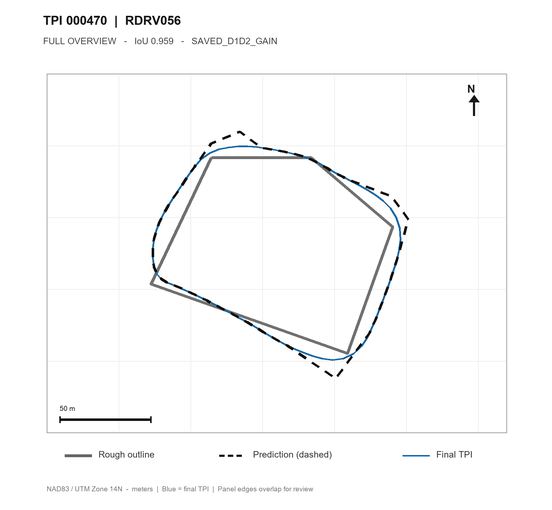 TPI 000470 | RDRV056
FULL OVERVIEW - IoU 0.959 - SAVED_D1D2_GAIN
N
50 m
Rough outline
Prediction (dashed)
Final TPI
NAD83 / UTM Zone 14N - meters | Blue = final TPI | Panel edges overlap for review